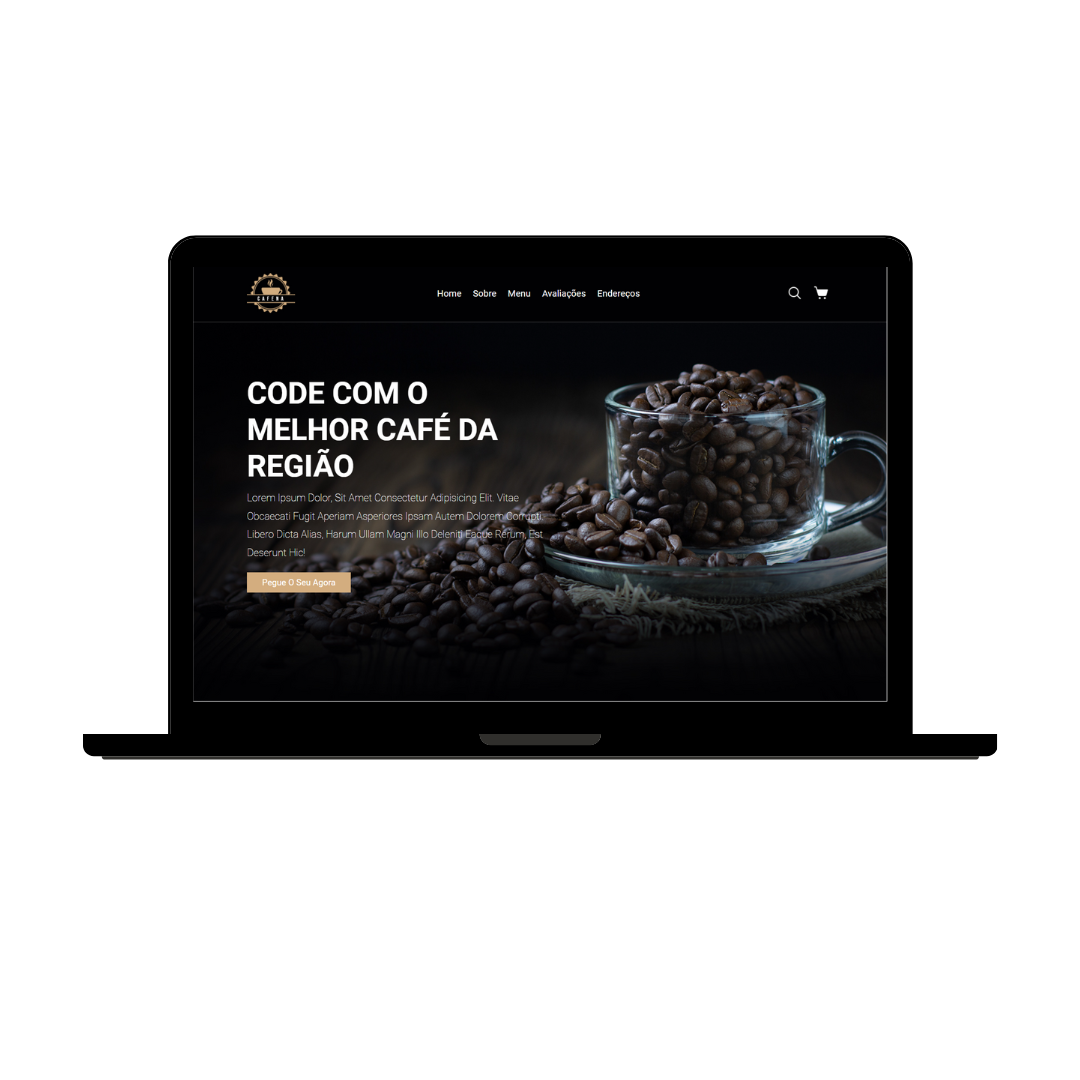 CAFENA
Home Sobre Menu Avaliações Endereços
CODE COM O
MELHOR CAFÉ DA
REGIÃO
Lorem Ipsum Dolor, Sit Amet Consectetur Adipisicing Elit. Vitae
Obcaecati Fugit Aperiam Asperiores Ipsam Autem Dolorem Corrupti.
Libero Dicta Alias, Harum Ullam Magni Illo Deleniti Eaque Rerum, Est
Deserunt Hic!
Pegue O Seu Agora